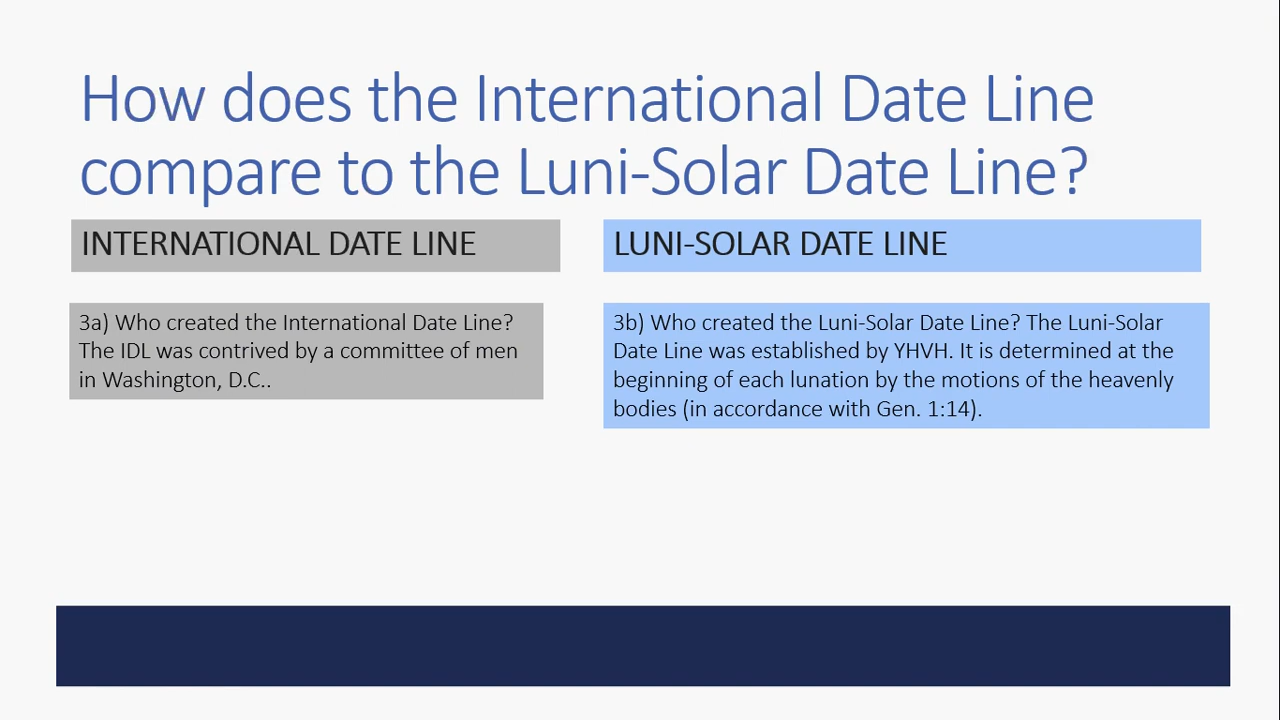 How does the International Date Line
compare to the Luni-Solar Date Line?
INTERNATIONAL DATE LINE
3a) Who created the International Date Line?
The IDL was contrived by a committee of men
in Washington, D.C..
LUNI-SOLAR DATE LINE
3b) Who created the Luni-Solar Date Line? The Luni-Solar
Date Line was established by YHVH. It is determined at the
beginning of each lunation by the motions of the heavenly
bodies (in accordance with Gen. 1:14).